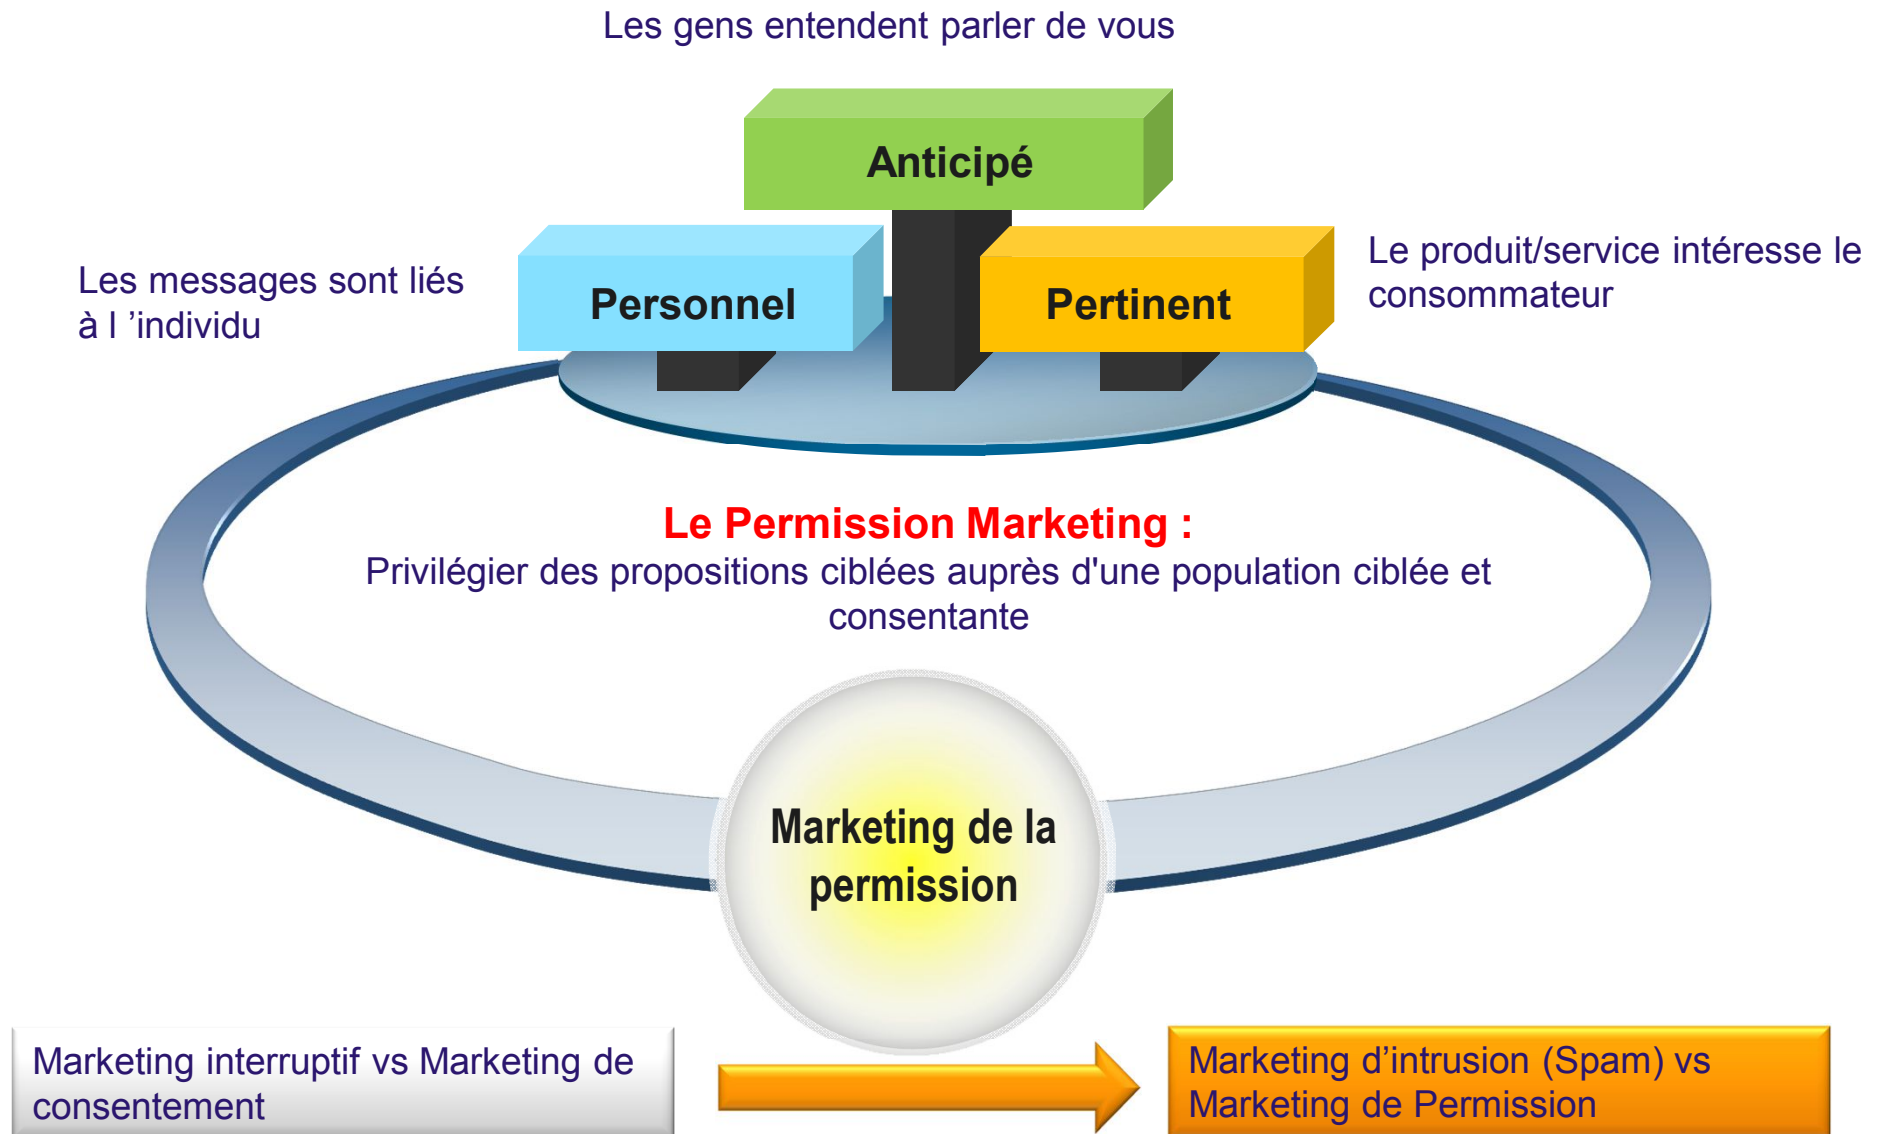 Les gens entendent parler de vous
Anticipé
Personnel
Pertinent
Les messages sont liés
à l ’individu
Le produit/service intéresse le
consommateur
Le Permission Marketing :
Privilégier des propositions ciblées auprès d'une population ciblée et
consentante
Marketing de la
permission
Marketing interruptif vs Marketing de
consentement
Marketing d’intrusion (Spam) vs
Marketing de Permission